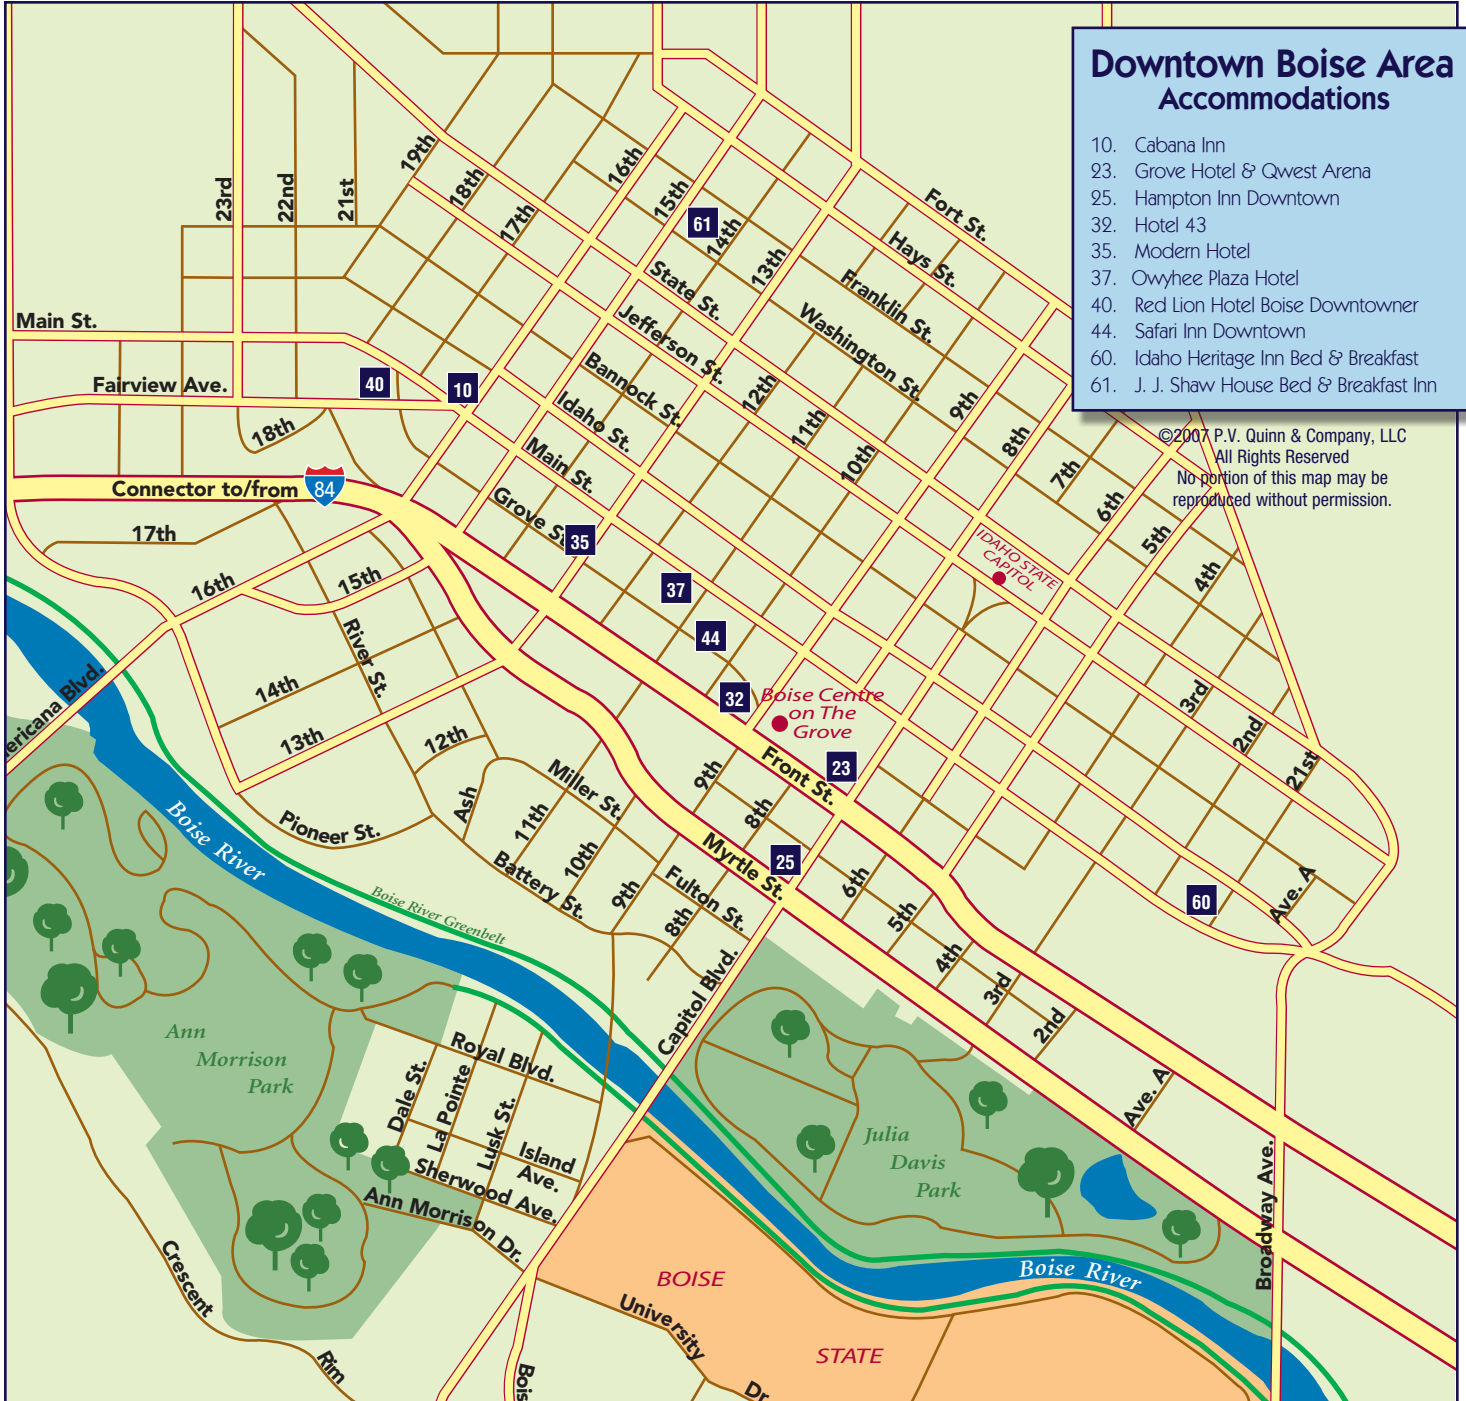 Downtown Boise Area
Accommodations
10. Cabana Inn
23. Grove Hotel & Qwest Arena
25. Hampton Inn Downtown
32. Hotel 43
35. Modern Hotel
37. Owyhee Plaza Hotel
40. Red Lion Hotel Boise Downtowner
44. Safari Inn Downtown
60. Idaho Heritage Inn Bed & Breakfast
61. J. J. Shaw House Bed & Breakfast Inn
©2007 P.V. Quinn & Company, LLC
All Rights Reserved
No portion of this map may be
reproduced without permission.
23rd
22nd
21st
19th
18th
17th
16th
15th
61
14th
13th
Fort St.
Hays St.
Franklin St.
Washington St.
State St.
Jefferson St.
Bannock St.
Idaho St.
Main St.
Grove St
Main St.
Fairview Ave.
40
10
18th
Connector to/from
84
17th
16th
15th
River St.
14th
13th
12th
12th
11th
10th
9th
8th
7th
6th
5th
4th
3rd
2nd
21st
IDAHO STATE
CAPITOL
35
37
44
32
Boise Centre
on The
Grove
23
Front St.
9th
8th
25
Myrtle St.
6th
5th
4th
3rd
2nd
Ave. A
60
Ave. A
ericana Blvd.
Boise River
Pioneer St.
Ash
Miller St.
11th
10th
9th
8th
Battery St.
Fulton St.
Boise River Greenbelt
Capitol Blvd.
Ann
Morrison
Park
Royal Blvd.
Dale St.
La Pointe
Lusk St.
Island
Ave.
Sherwood Ave.
Ann Morrison Dr.
Crescent
Rim
Julia
Davis
Park
Broadway Ave.
Boise River
BOISE
STATE
University
Dr
Bois